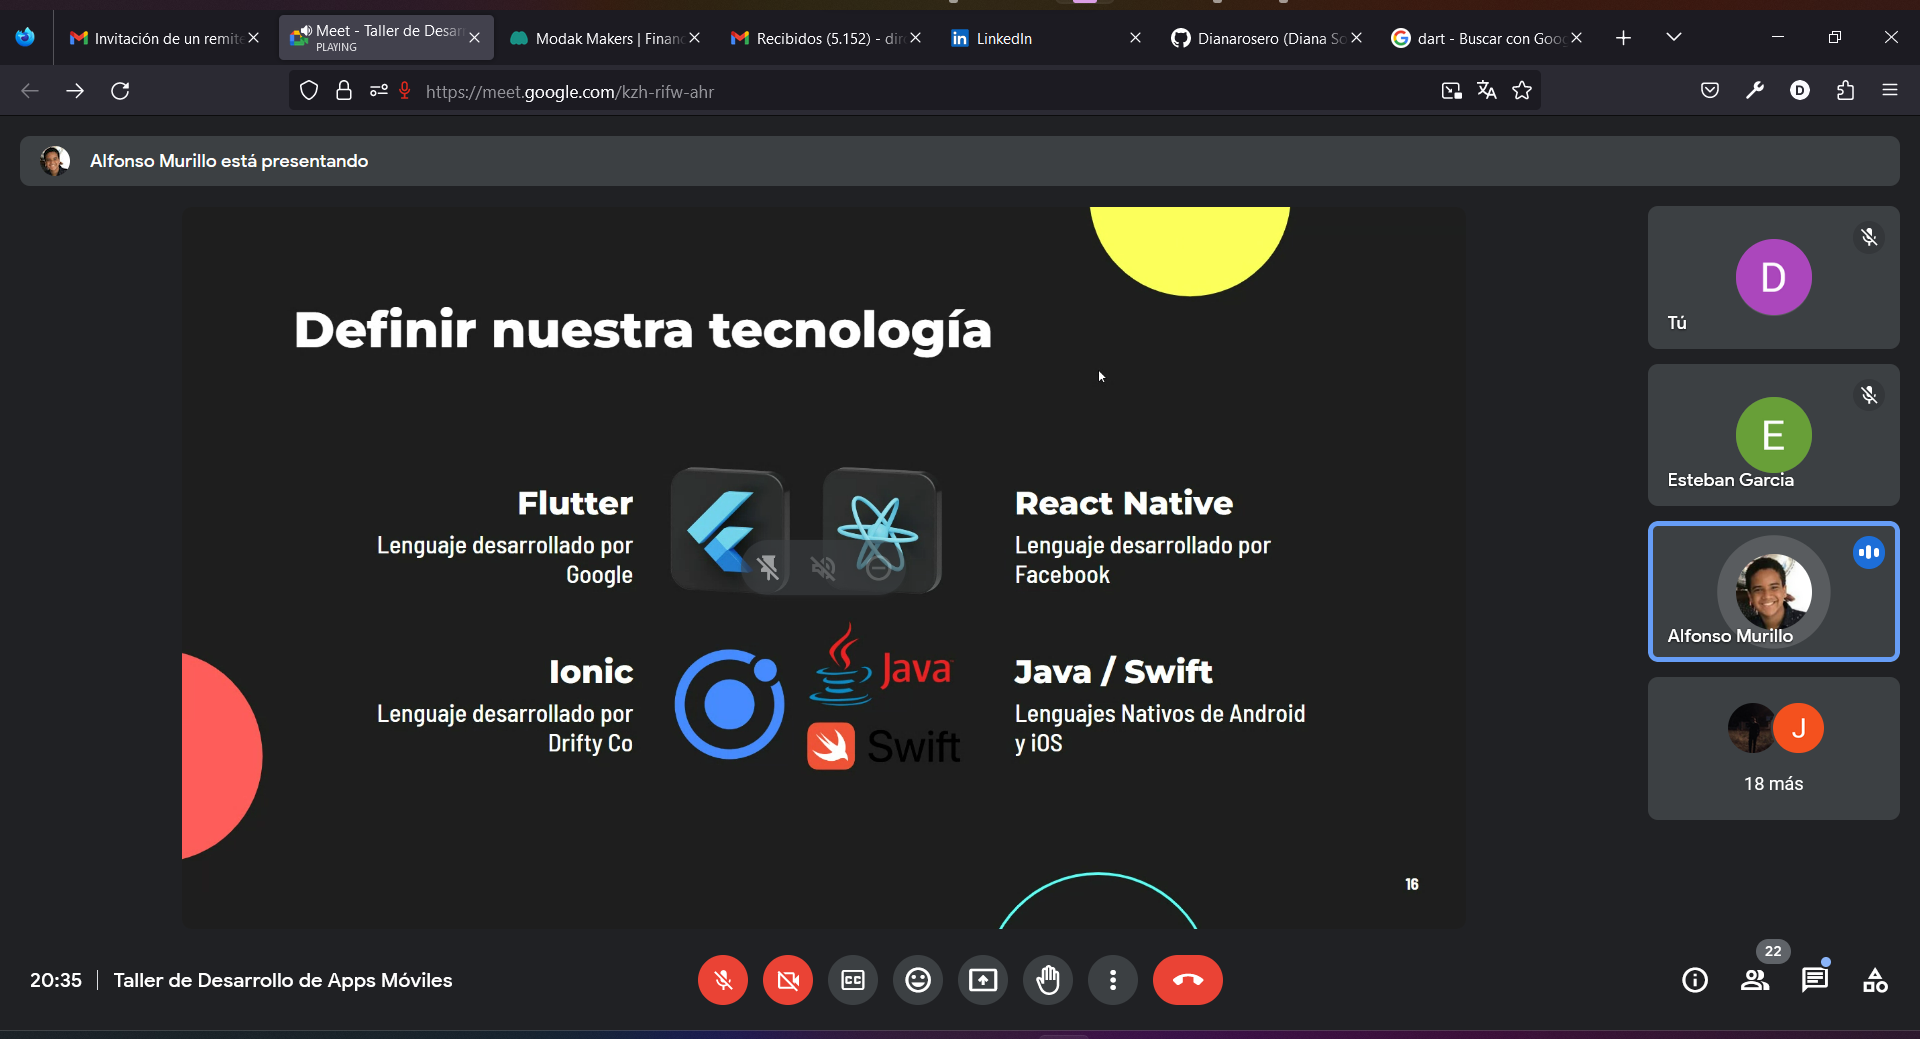 Invitación de un remite
Meet - Taller de Desar
PLAYING
Modak Makers | Financ
Recibidos (5.152) - dir
LinkedIn
Dianarosero (Diana So
dart - Buscar con Goog
https://meet.google.com/kzh-rifw-ahr
D
Alfonso Murillo está presentando
Definir nuestra tecnología
Flutter
Lenguaje desarrollado por
Google
React Native
Lenguaje desarrollado por
Facebook
Ionic
Lenguaje desarrollado por
Drifty Co
Java
Swift
Java / Swift
Lenguajes Nativos de Android
y iOS
16
D
Tú
E
Esteban Garcia
Alfonso Murillo
J
18 más
20:35
Taller de Desarrollo de Apps Móviles
CC
22